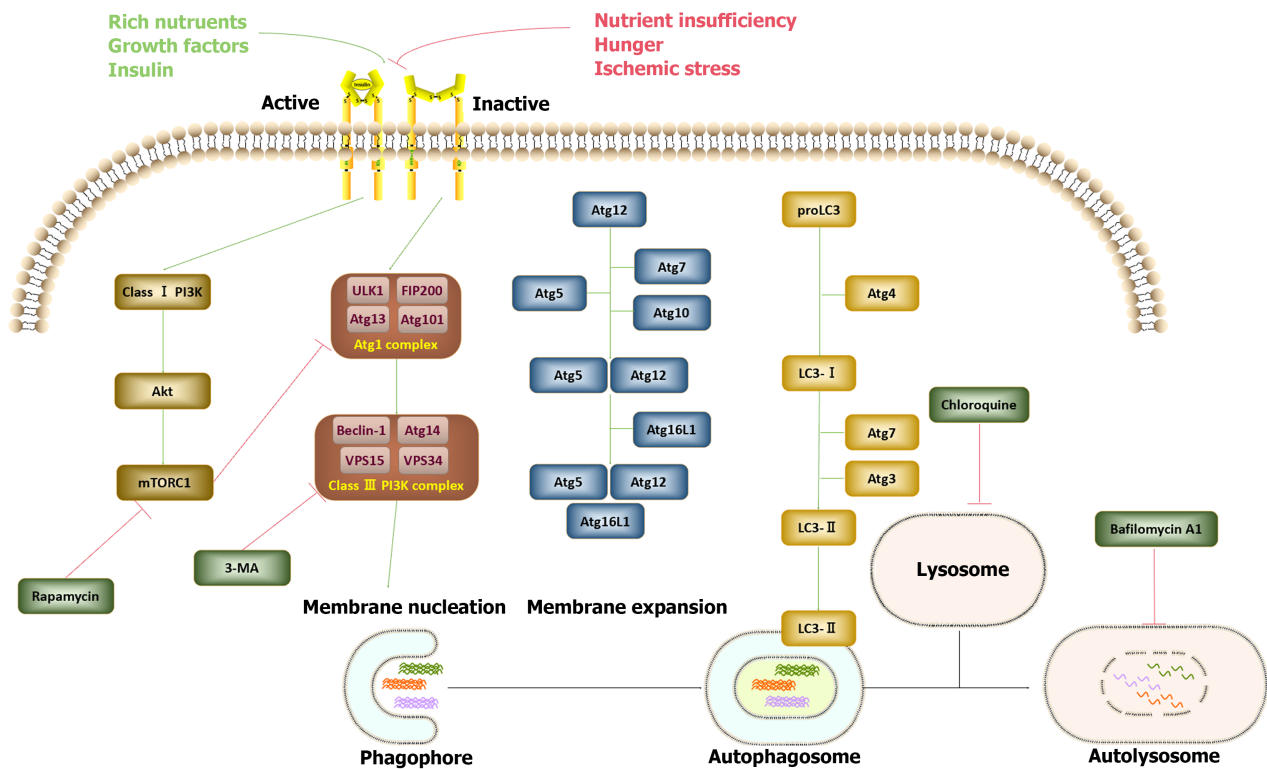 Rich nutruents
Growth factors
Insulin
Nutrient insufficiency
Hunger
Ischemic stress
Insulin
S S
S S
S S
S S
Active
Inactive
Atg12
proLC3
Atg7
Class Ⅰ PI3K
ULK1
FIP200
Atg5
Atg4
Atg13
Atg101
Atg10
Atg1 complex
Atg5
Atg12
LC3-Ⅰ
Akt
Chloroquine
Beclin-1
Atg14
Atg16L1
Atg7
VPS15
VPS34
mTORC1
Class Ⅲ PI3K complex
Atg5
Atg12
Atg3
Atg16L1
LC3-Ⅱ
Bafilomycin A1
3-MA
Lysosome
Rapamycin
Membrane nucleation
Membrane expansion
LC3-Ⅱ
Phagophore
Autophagosome
Autolysosome